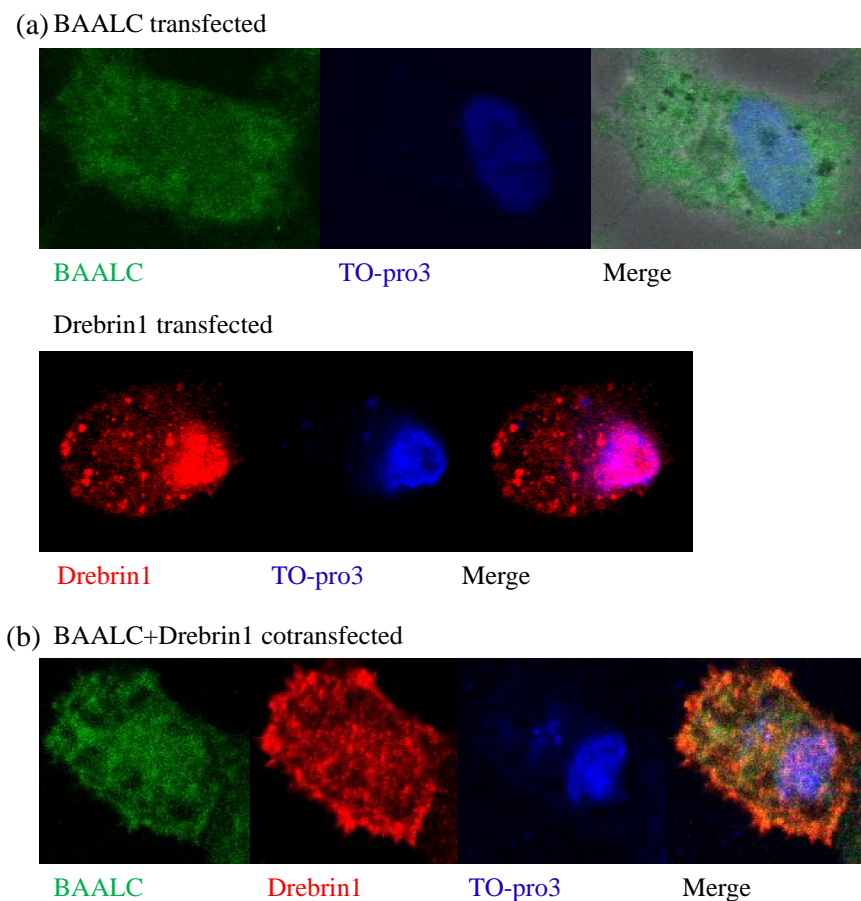 (a) BAALC transfected
BAALC TO-pro3 Merge
Drebrin1 transfected
Drebrin1 TO-pro3 Merge
(b) BAALC+Drebrin1 cotransfected
BAALC Drebrin1 TO-pro3 Merge